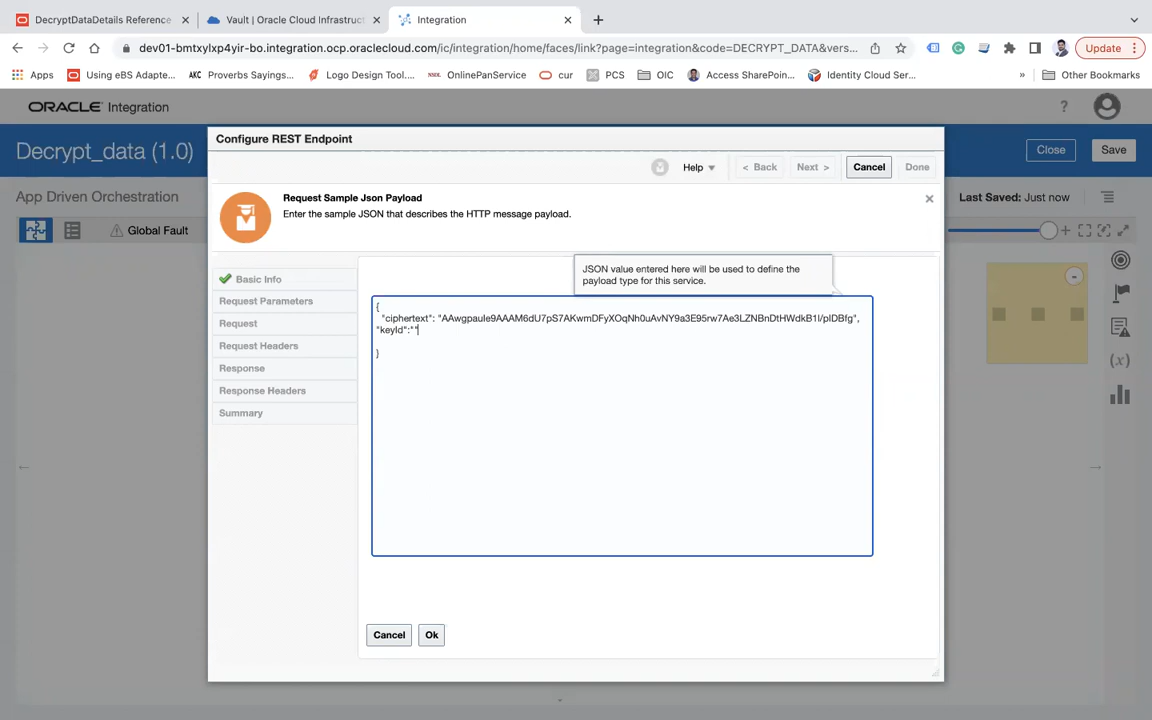 DecryptDataDetails Reference
Vault | Oracle Cloud Infrastruct
Integration
dev01-bmtxylxp4yir-bo.integration.ocp.oraclecloud.com/ic/integration/home/faces/link?page=integration&code=DECRYPT_DATA&vers...
Update
Apps
Using eBS Adapte...
Proverbs Sayings...
Logo Design Tool....
OnlinePanService
cur
PCS
OIC
Access SharePoin...
Identity Cloud Ser...
»
Other Bookmarks
ORACLE Integration
?
Decrypt_data (1.0)
Close
Save
App Driven Orchestration
Last Saved: Just now
Global Fault
Configure REST Endpoint
Help
< Back
Next >
Cancel
Done
Request Sample Json Payload
Enter the sample JSON that describes the HTTP message payload.
JSON value entered here will be used to define the
payload type for this service.
Basic Info
Request Parameters
Request
Request Headers
Response
Response Headers
Summary
{
"ciphertext": "AAwgpaule9AAAM6dU7pS7AKwmDFyXOqNh0uAvNY9a3E95rw7Ae3LZNBnDtHWdkB1l/pIDBfg",
"keyId":""
}
Cancel
Ok
(x)